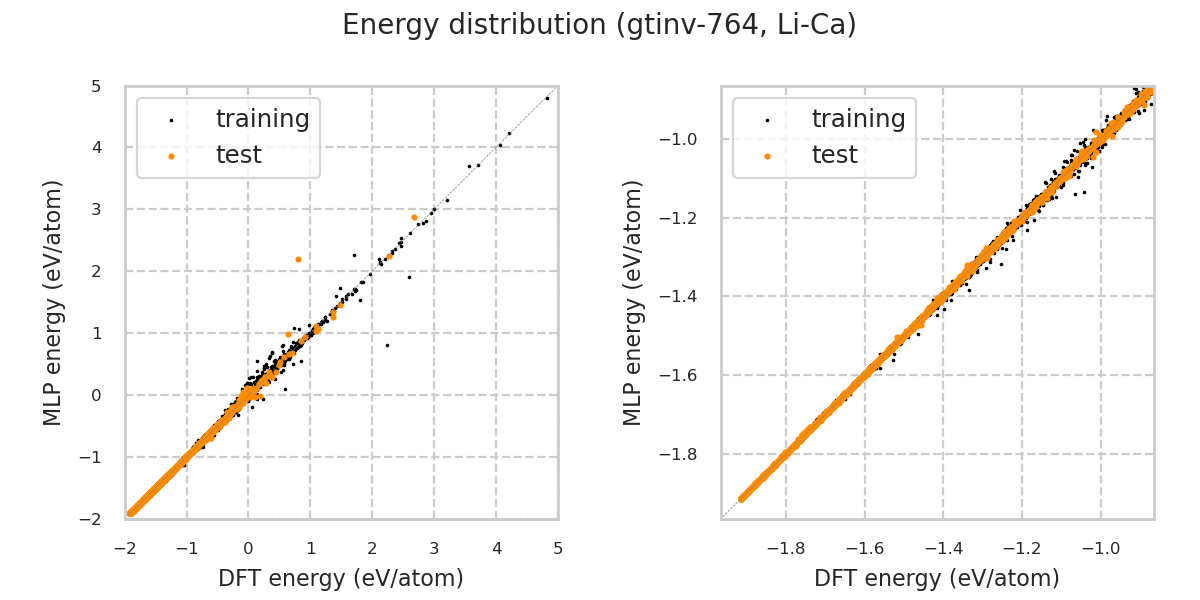 Energy distribution (gtinv-764, Li-Ca)
training
test
5
4
3
2
1
0
−1
−2
−2
−1
0
1
2
3
4
5
MLP energy (eV/atom)
DFT energy (eV/atom)
training
test
−1.0
−1.2
−1.4
−1.6
−1.8
−1.8
−1.6
−1.4
−1.2
−1.0
MLP energy (eV/atom)
DFT energy (eV/atom)